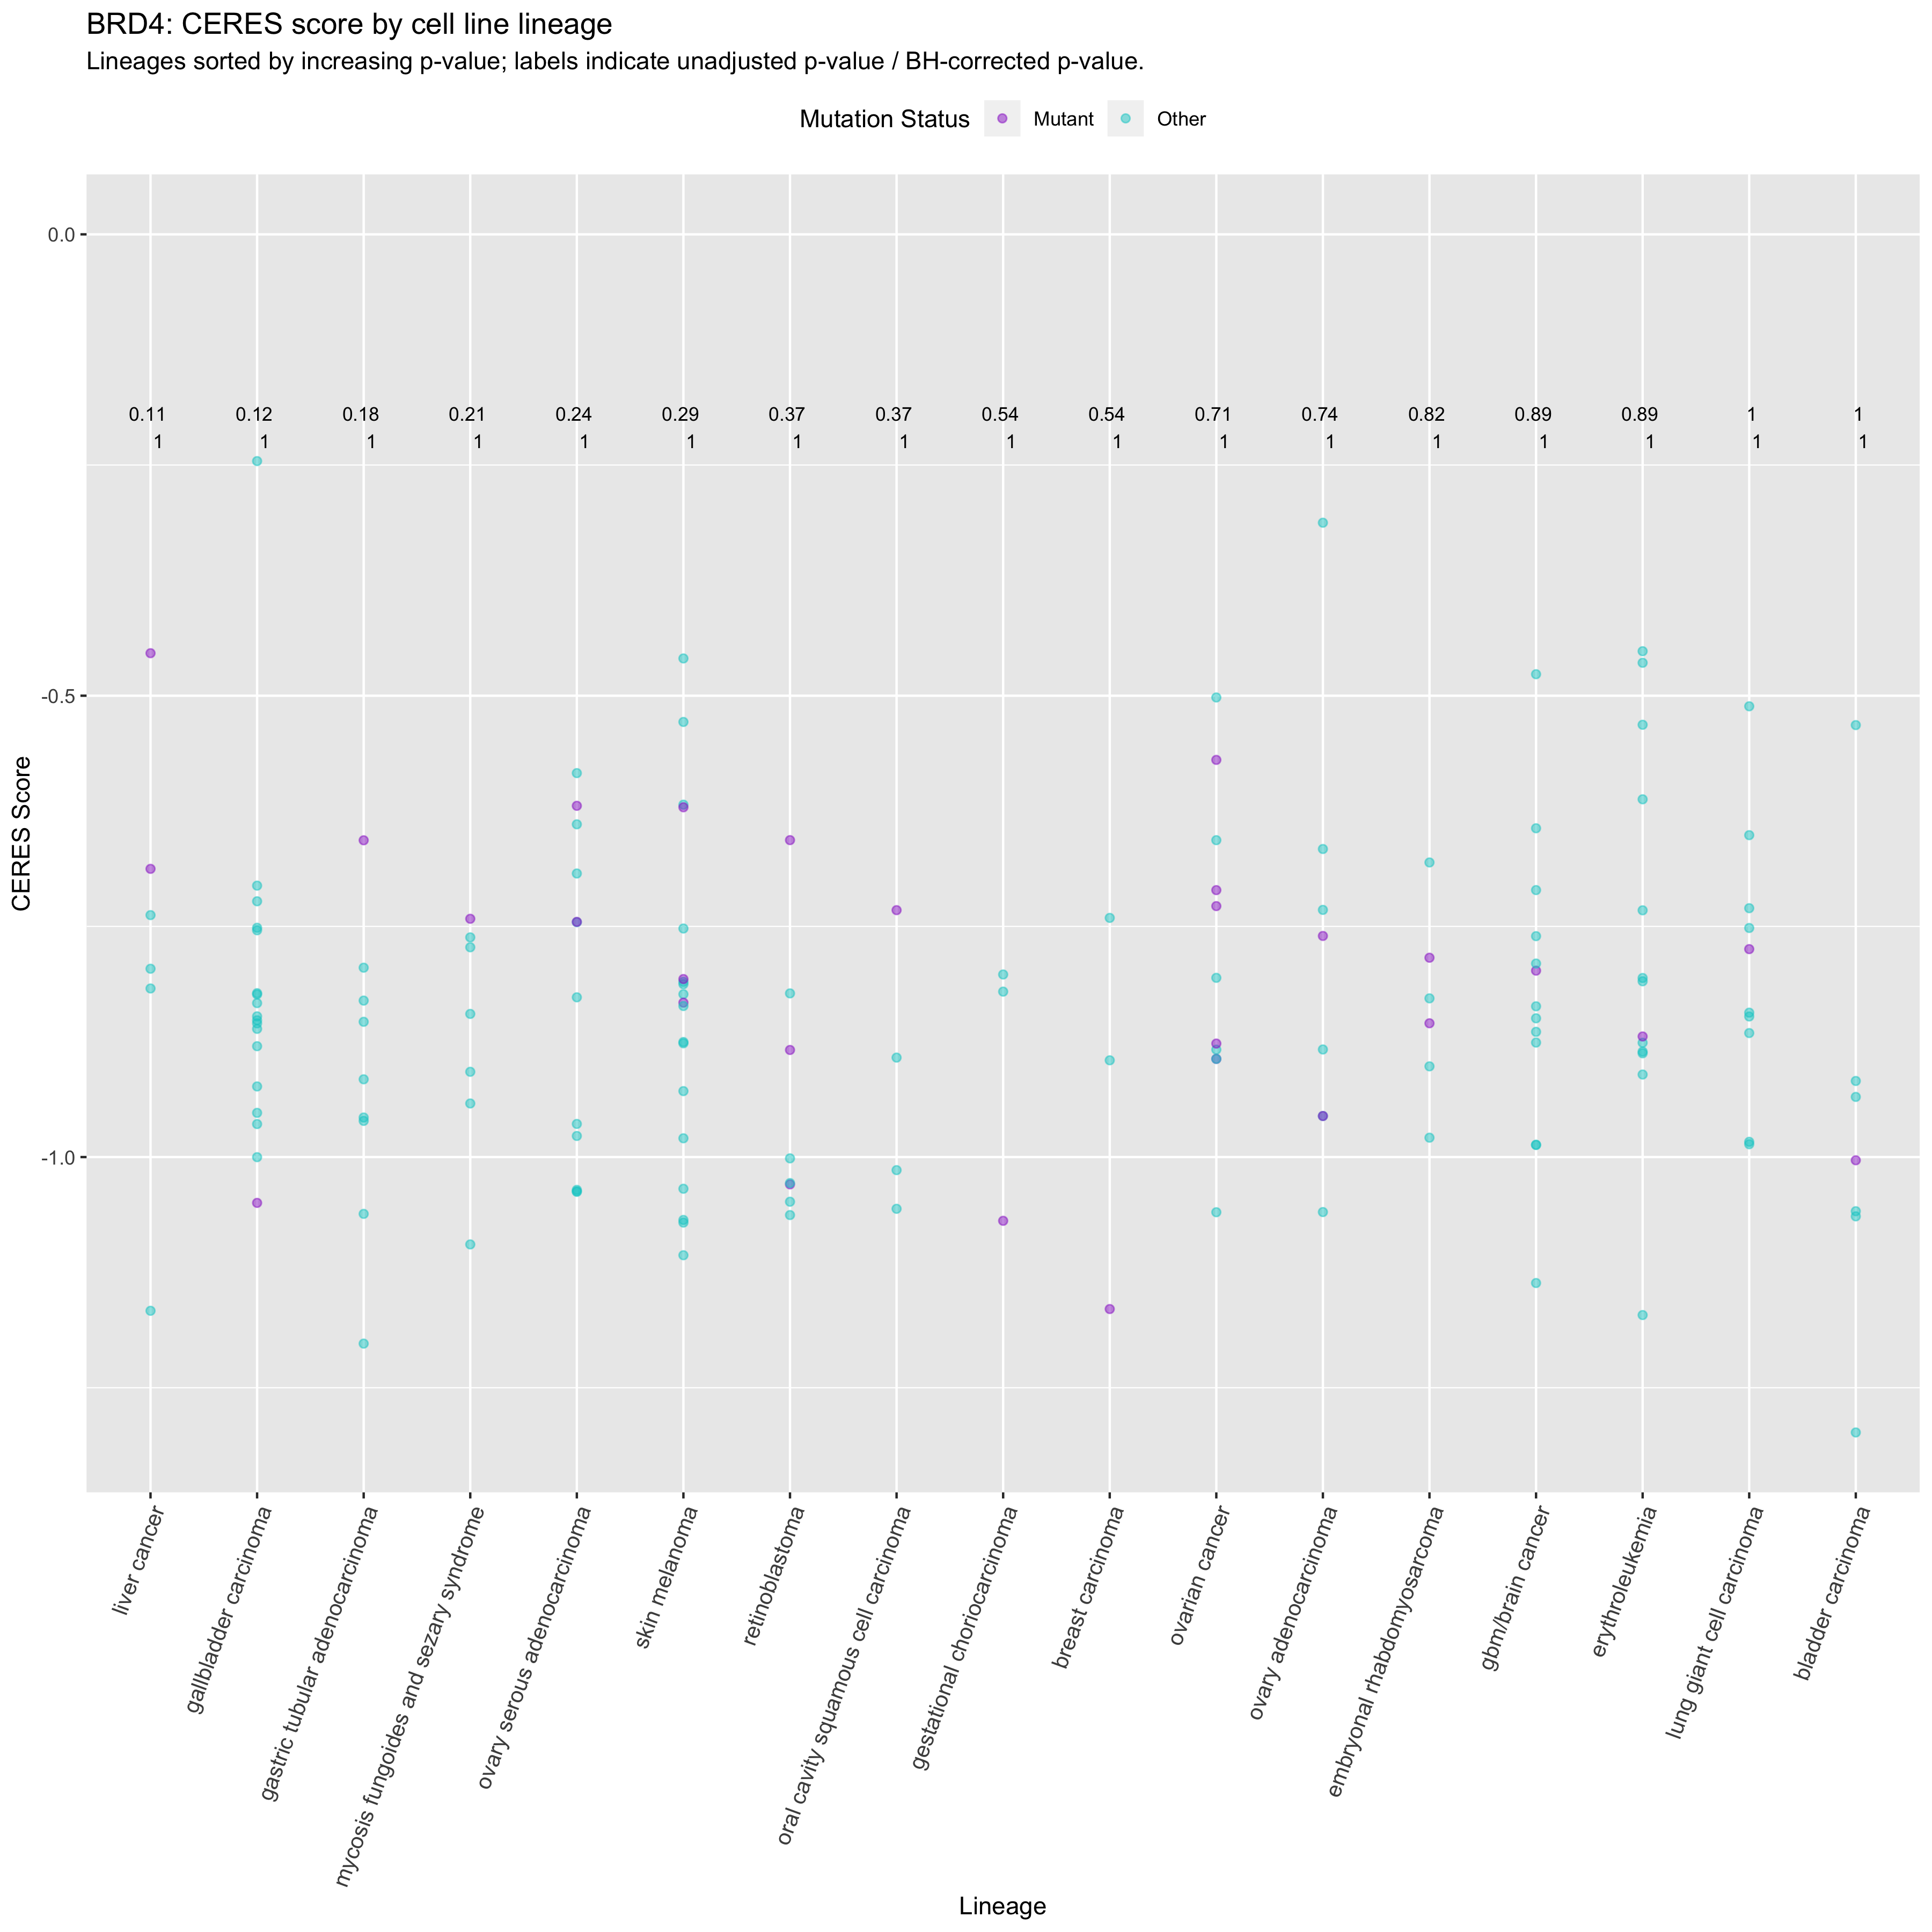 BRD4: CERES score by cell line lineage
Lineages sorted by increasing p-value; labels indicate unadjusted p-value / BH-corrected p-value.
Mutation Status Mutant Other
0.0
0.11 0.12 0.18 0.21 0.24 0.29 0.37 0.37 0.54 0.54 0.71 0.74 0.82 0.89 0.89 1 1
1 1 1 1 1 1 1 1 1 1 1 1 1 1 1 1 1
-0.5
CERES Score
-1.0
liver cancer
gallbladder carcinoma
gastric tubular adenocarcinoma
mycosis fungoides and sezary syndrome
ovary serous adenocarcinoma
skin melanoma
retinoblastoma
oral cavity squamous cell carcinoma
gestational choriocarcinoma
breast carcinoma
ovarian cancer
ovary adenocarcinoma
embryonal rhabdomyosarcoma
gbm/brain cancer
erythroleukemia
lung giant cell carcinoma
bladder carcinoma
Lineage